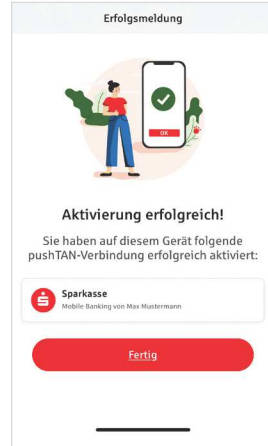 Erfolgsmeldung
OK
Aktivierung erfolgreich!
Sie haben auf diesem Gerät folgende
pushTAN-Verbindung erfolgreich aktiviert:
Sparkasse
Mobile Banking von Max Mustermann
Fertig